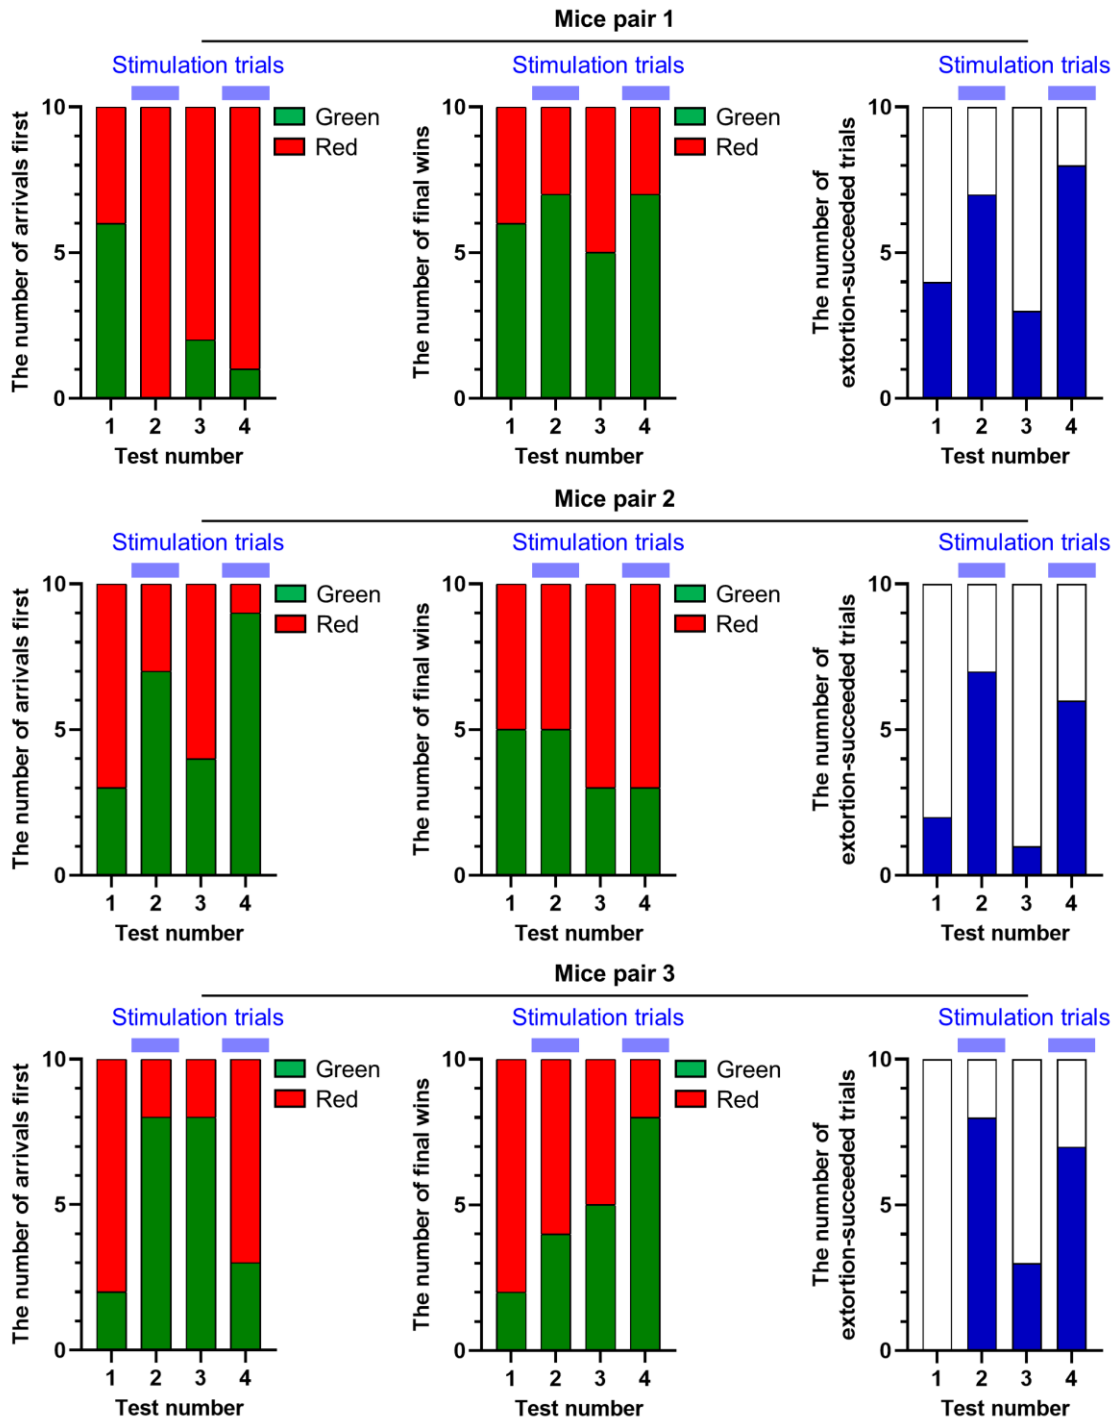 Mice pair 1
Stimulation trials
The number of arrivals first
10
5
0
1 2 3 4
Test number
Green
Red
Stimulation trials
The number of final wins
10
5
0
1 2 3 4
Test number
Green
Red
Stimulation trials
The numnber of
extortion-succeeded trials
10
5
0
1 2 3 4
Test number
Mice pair 2
Stimulation trials
The number of arrivals first
10
5
0
1 2 3 4
Test number
Green
Red
Stimulation trials
The number of final wins
10
5
0
1 2 3 4
Test number
Green
Red
Stimulation trials
The numnber of
extortion-succeeded trials
10
5
0
1 2 3 4
Test number
Mice pair 3
Stimulation trials
The number of arrivals first
10
5
0
1 2 3 4
Test number
Green
Red
Stimulation trials
The number of final wins
10
5
0
1 2 3 4
Test number
Green
Red
Stimulation trials
The numnber of
extortion-succeeded trials
10
5
0
1 2 3 4
Test number